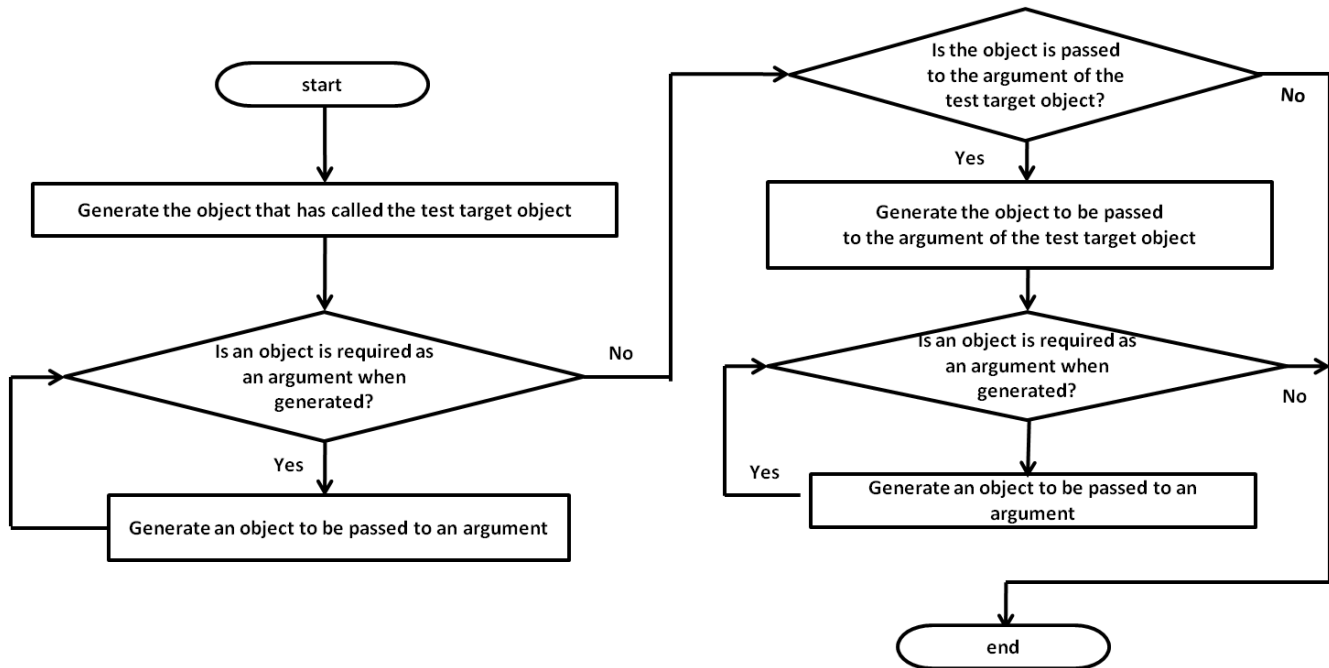 start
Generate the object that has called the test target object
Is an object is required as
an argument when
generated?
No
Yes
Generate an object to be passed to an argument
Is the object is passed
to the argument of the
test target object?
No
Yes
Generate the object to be passed
to the argument of the test target object
Is an object is required as
an argument when
generated?
No
Yes
Generate an object to be passed to an
argument
end